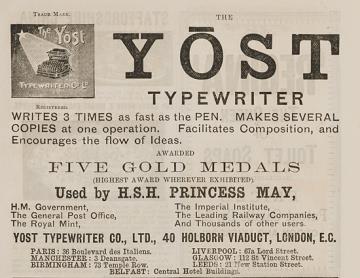 TRADE MARK.
The Yost
TYPEWRITER Co Ld
REGISTERED.
THE
YŌST
TYPEWRITER
WRITES 3 TIMES as fast as the PEN. MAKES SEVERAL
COPIES at one operation. Facilitates Composition, and
Encourages the flow of Ideas.
AWARDED
FIVE GOLD MEDALS
(HIGHEST AWARD WHEREVER EXHIBITED).
Used by H.S.H. PRINCESS MAY,
H.M. Government,
The General Post Office,
The Royal Mint,
The Imperial Institute,
The Leading Railway Companies,
And Thousands of other users.
YOST TYPEWRITER CO., LTD., 40 HOLBORN VIADUCT, LONDON, E.C.
PARIS: 36 Boulevard des Italiens.
MANCHESTER: 3 Deansgate.
BIRMINGHAM: 73 Temple Row.
LIVERPOOL: 67a Lord Street.
GLASGOW: 112 St Vincent Street.
LEEDS: 21 New Station Street.
BELFAST: Central Hotel Buildings.